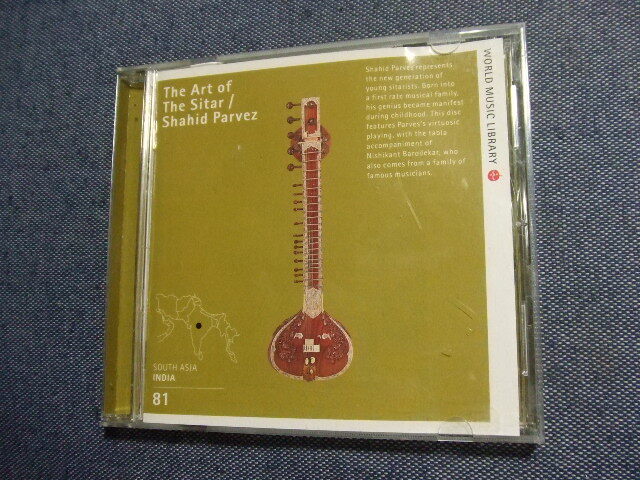 The Art of
The Sitar /
Shahid Parvez
Shahid Parvez represents
the new generation of
young sitarists. Born into
a first rate musical family,
his genius became manifest
during childhood. This disc
features Parvez's virtuosic
playing, with the tabla
accompaniment of
Nishikant Barodekar, who
also comes from a family of
famous musicians.
WORLD MUSIC LIBRARY
SOUTH ASIA
INDIA
81